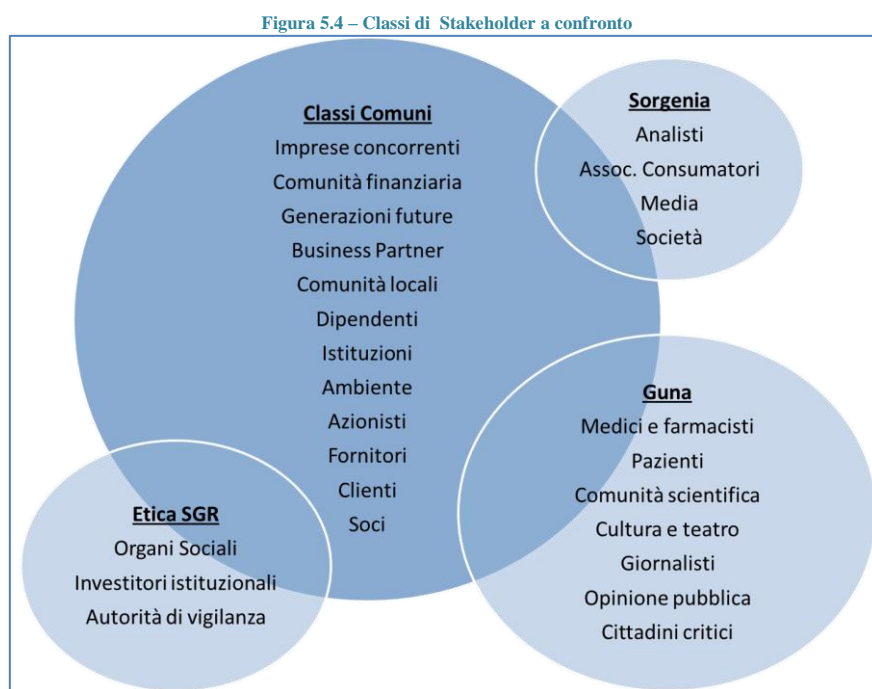 Figura 5.4 – Classi di Stakeholder a confronto
Classi Comuni
Imprese concorrenti
Comunità finanziaria
Generazioni future
Business Partner
Comunità locali
Dipendenti
Istituzioni
Ambiente
Azionisti
Fornitori
Clienti
Soci
Sorgenia
Analisti
Assoc. Consumatori
Media
Società
Etica SGR
Organi Sociali
Investitori istituzionali
Autorità di vigilanza
Guna
Medici e farmacisti
Pazienti
Comunità scientifica
Cultura e teatro
Giornalisti
Opinione pubblica
Cittadini critici